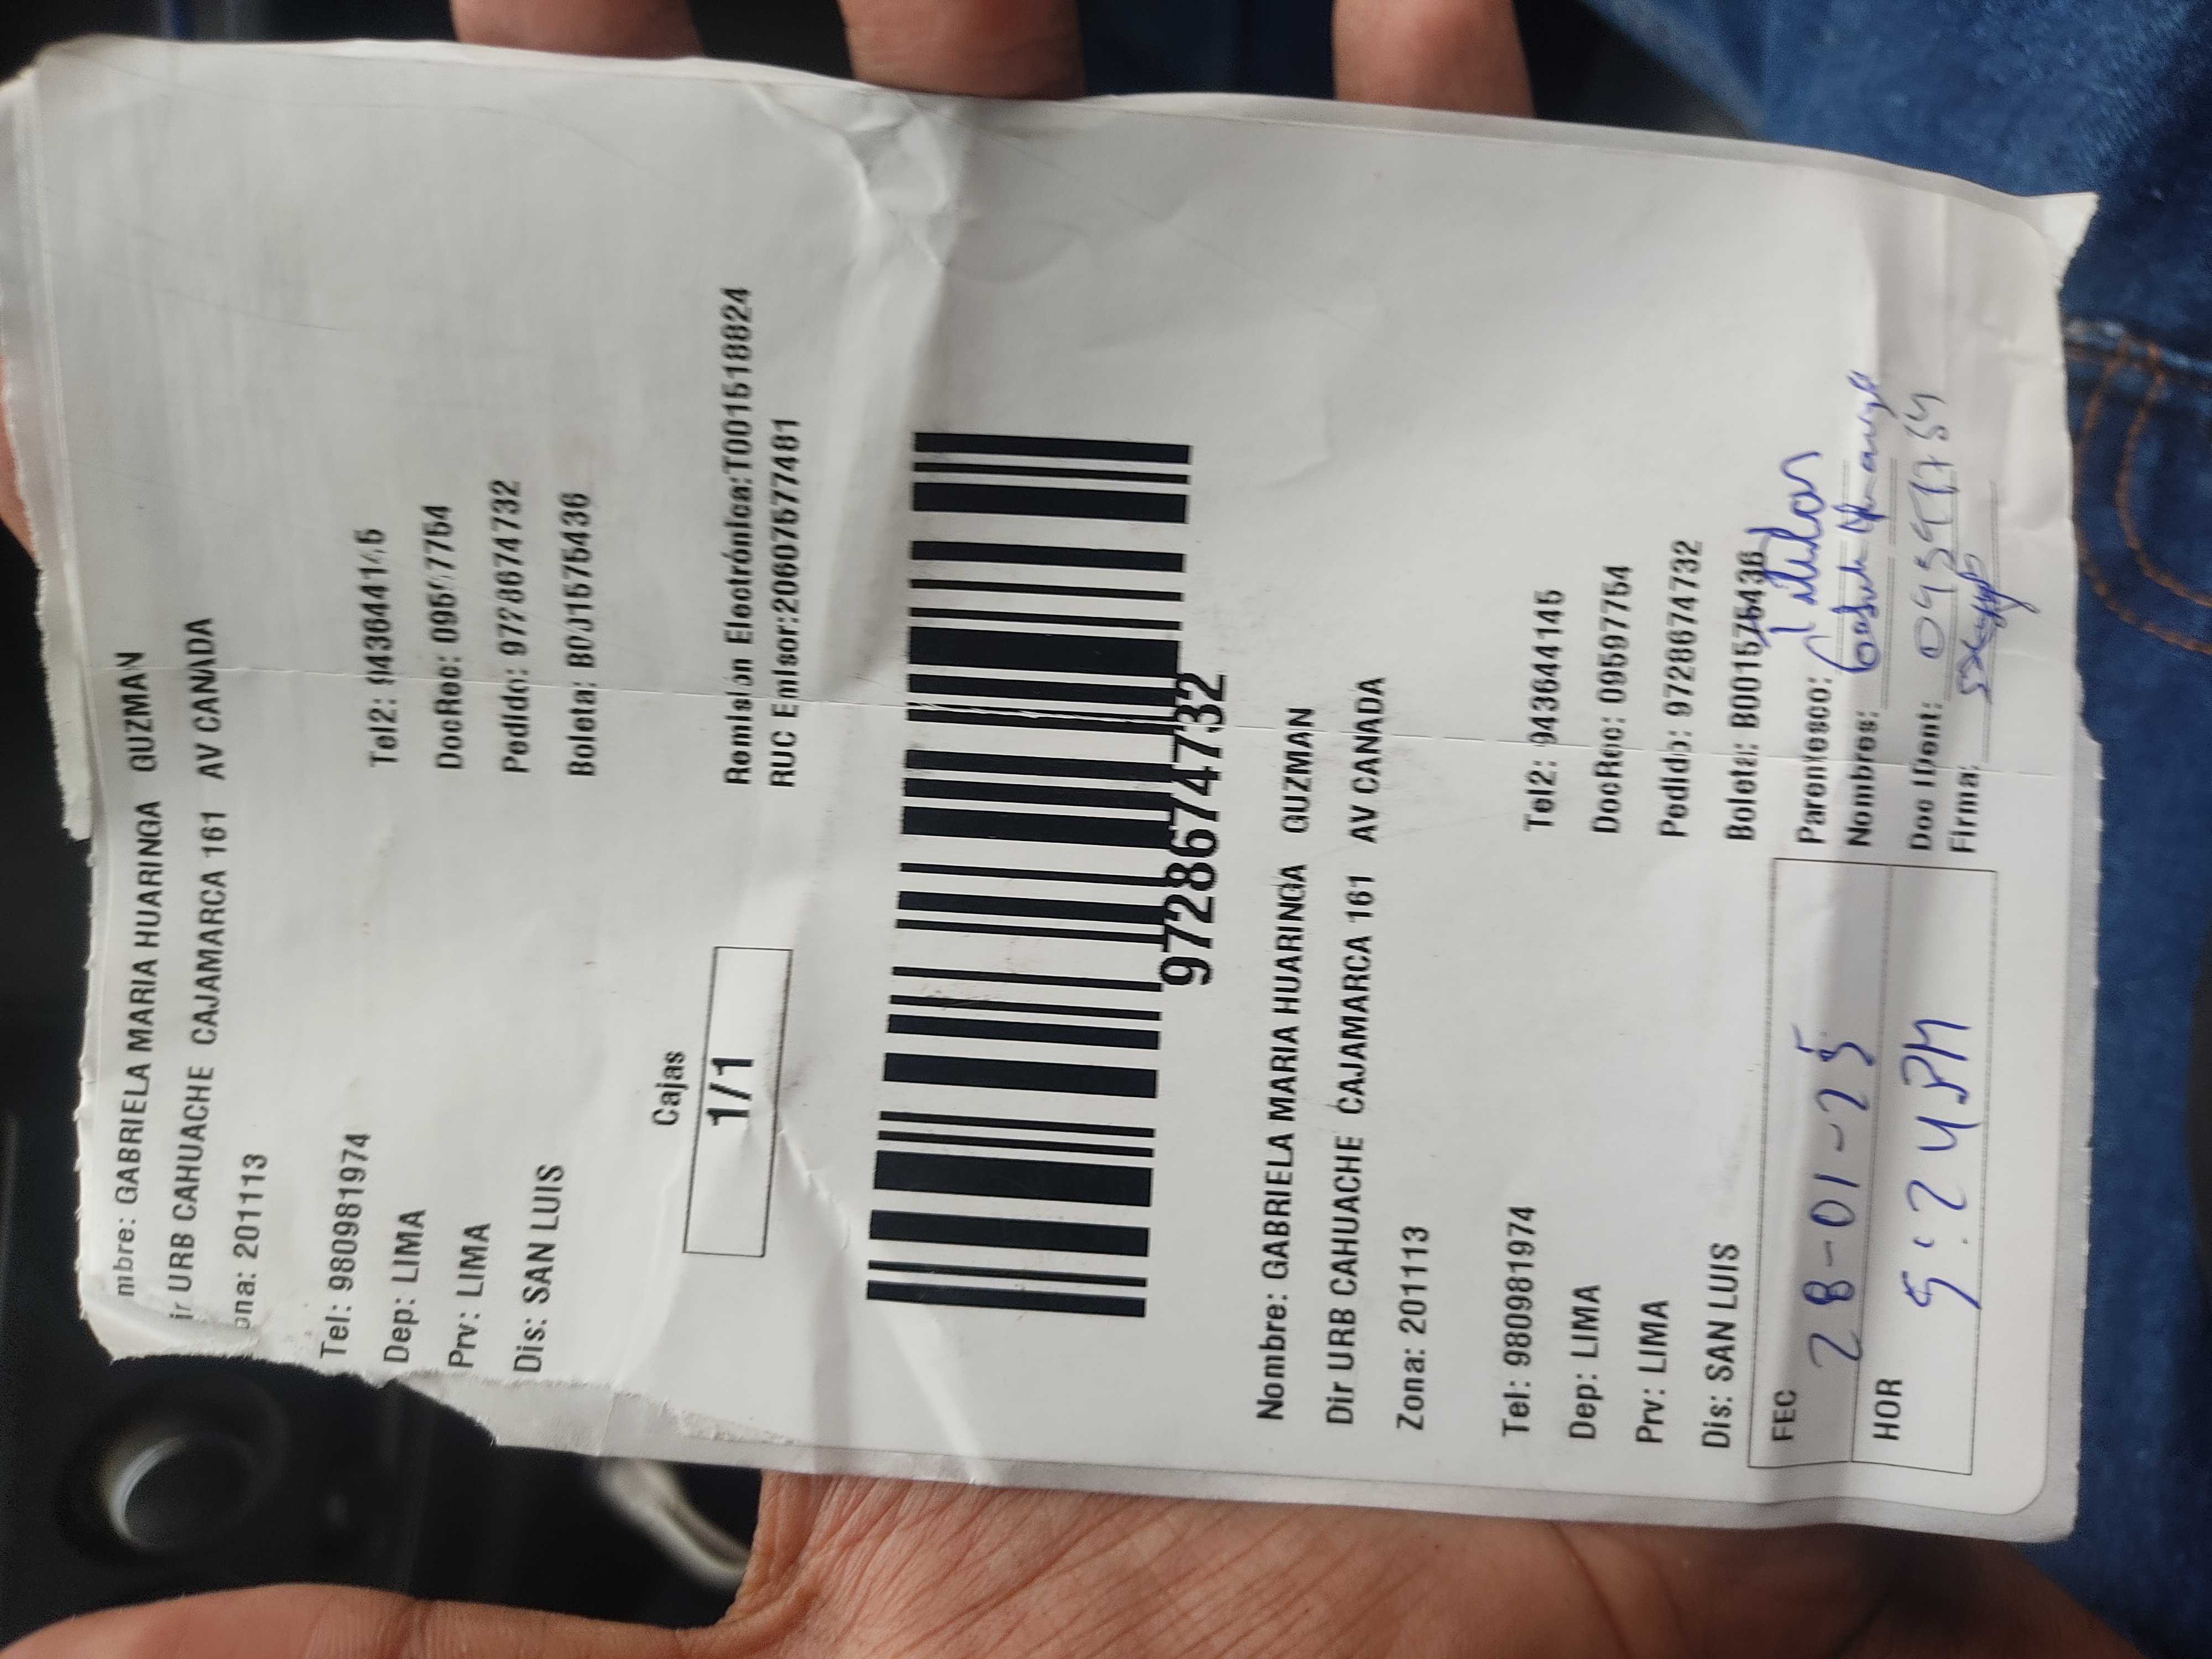 mbre: GABRIELA MARIA HUARINGA GUZMAN
ir URB CAHUACHE CAJAMARCA 161 AV CANADA
ona: 201113
Tel: 980981974 Tel2: 943644145
Dep: LIMA DocRec: 09597754
Prv: LIMA Pedido: 9728674732
Dis: SAN LUIS Boleta: B001575436
Cajas
1/1
Remisión Electrónica:T001518824
RUC Emisor:20607577481
9728674732
Nombre: GABRIELA MARIA HUARINGA GUZMAN
Dir URB CAHUACHE CAJAMARCA 161 AV CANADA
Zona: 201113
Tel: 980981974 Tel2: 943644145
Dep: LIMA DocRec: 09597754
Prv: LIMA Pedido: 9728674732
Dis: SAN LUIS Boleta: B001575436
FEC 28-01-25 Parentesco: Titular
Nombres:
HOR 5:24PM Doc IDent: 09597754
Firma: